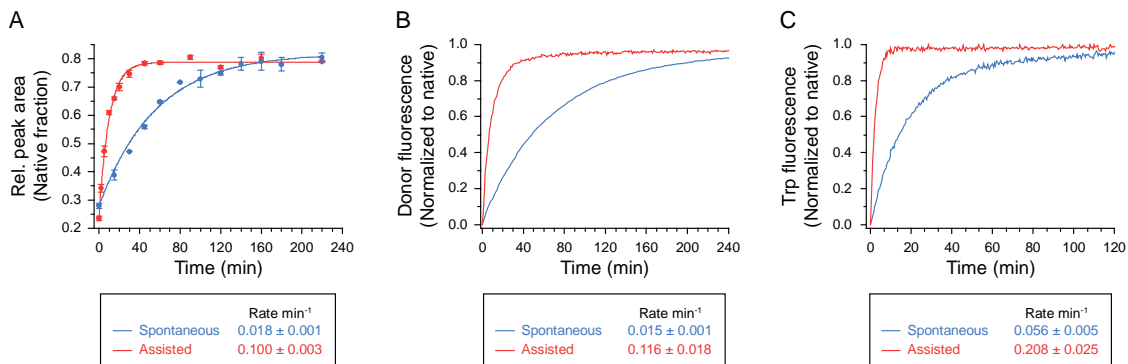 A
Rel. peak area
(Native fraction)
0.9
0.8
0.7
0.6
0.5
0.4
0.3
0.2
0 40 80 120 160 200 240
Time (min)
Rate min-1
Spontaneous 0.018 ± 0.001
Assisted 0.100 ± 0.003
B
Donor fluorescence
(Normalized to native)
1.0
0.8
0.6
0.4
0.2
0.0
0 40 80 120 160 200 240
Time (min)
Rate min-1
Spontaneous 0.015 ± 0.001
Assisted 0.116 ± 0.018
C
Trp fluorescence
(Normalized to native)
1.0
0.8
0.6
0.4
0.2
0.0
0 20 40 60 80 100 120
Time (min)
Rate min-1
Spontaneous 0.056 ± 0.005
Assisted 0.208 ± 0.025